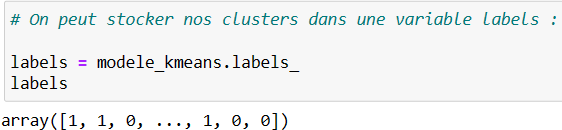 # On peut stocker nos clusters dans une variable labels :
labels = modele_kmeans.labels_
labels
array([1, 1, 0, ..., 1, 0, 0])